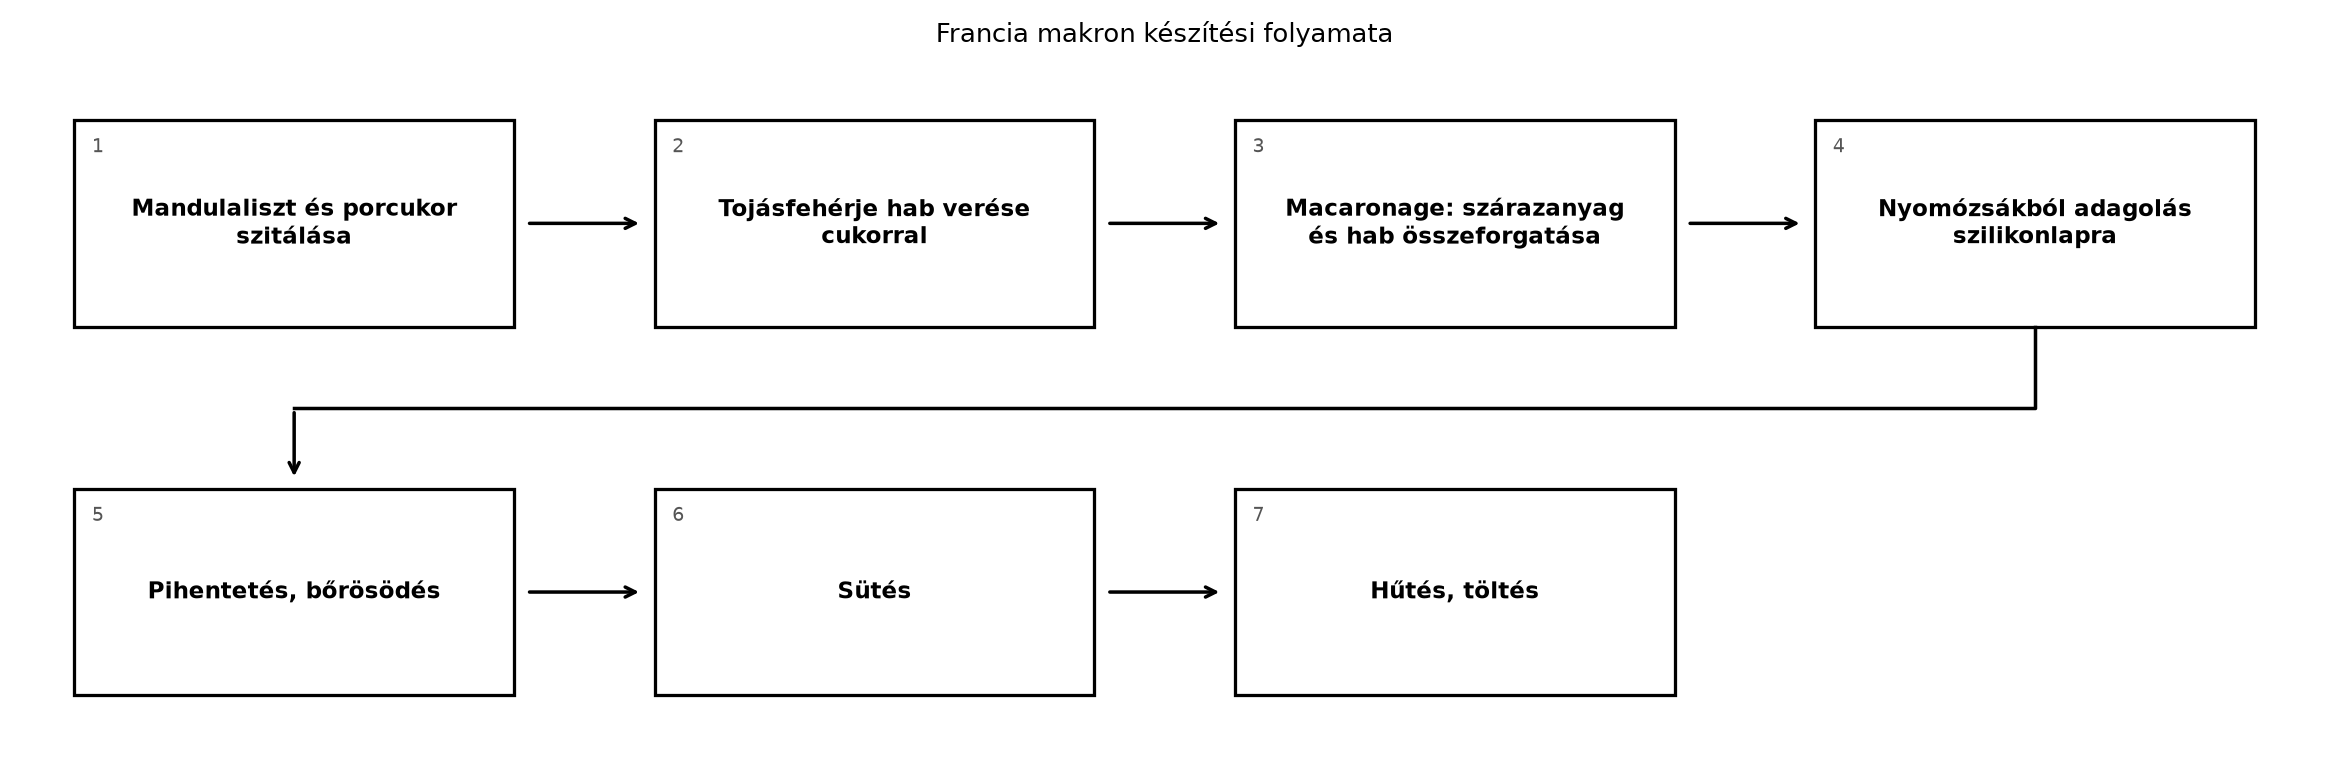 Francia makron készítési folyamata
1
Mandulaliszt és porcukor
szitálása
2
Tojásfehérje hab verése
cukorral
3
Macaronage: szárazanyag
és hab összeforgatása
4
Nyomózsákból adagolás
szilikonlapra
5
Pihentetés, bőrösödés
6
Sütés
7
Hűtés, töltés